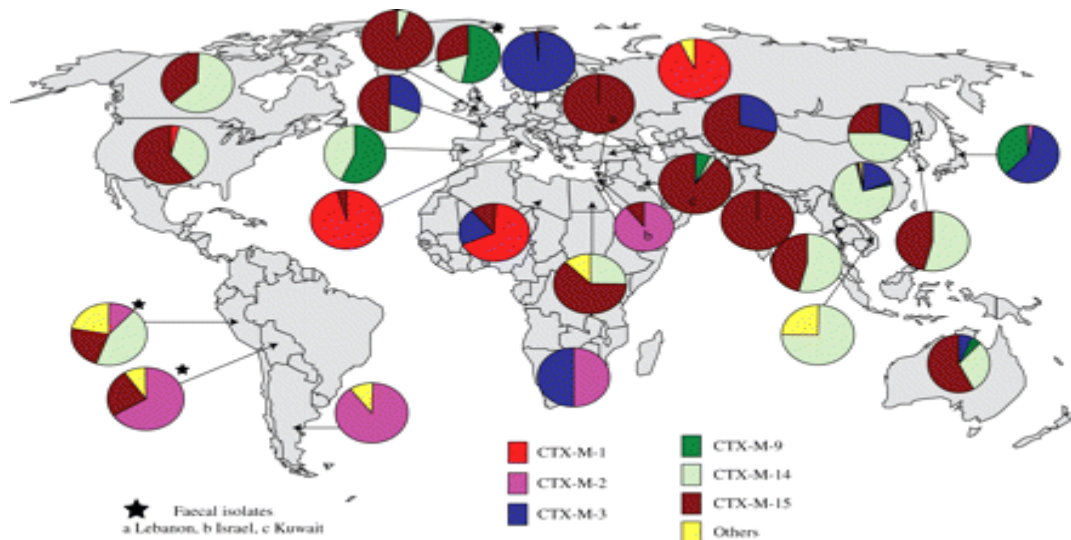 a
c
b
CTX-M-1
CTX-M-2
CTX-M-3
CTX-M-9
CTX-M-14
CTX-M-15
Others
Faecal isolates
a Lebanon, b Israel, c Kuwait